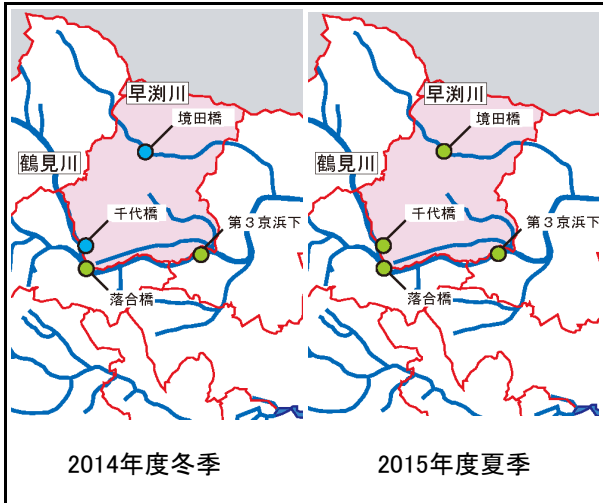 早渕川
境田橋
鶴見川
千代橋
第３京浜下
落合橋
2014年度冬季
早渕川
境田橋
鶴見川
千代橋
第３京浜下
落合橋
2015年度夏季